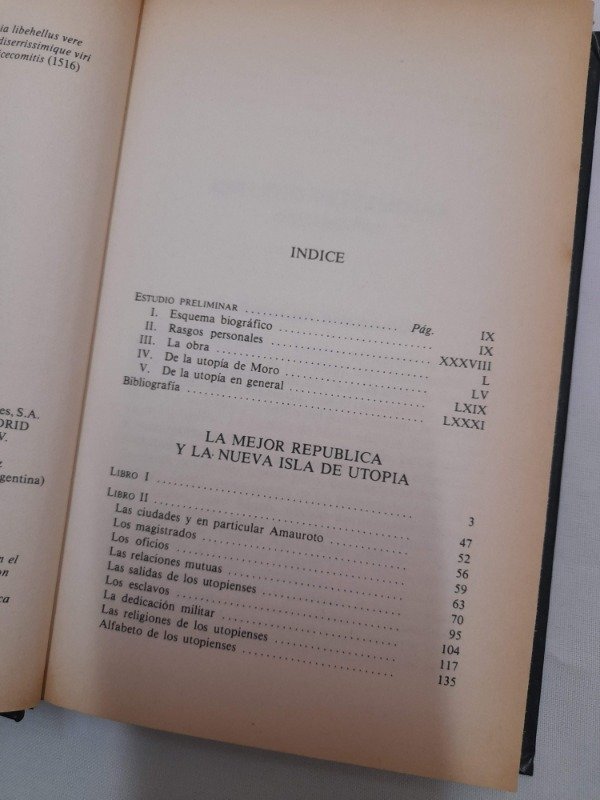 ia libehellus vere
diserrissimique viri
icecomitis (1516)
es, S.A.
DRID
V.
z
gentina)
n el
on
ca
INDICE
Pág.
ESTUDIO PRELIMINAR ........ IX
I. Esquema biográfico ........ IX
II. Rasgos personales ........ XXXVIII
III. La obra ........ L
IV. De la utopía de Moro ........ LV
V. De la utopía en general ........ LXIX
Bibliografía ........ LXXXI
LA MEJOR REPUBLICA
Y LA NUEVA ISLA DE UTOPIA
LIBRO I ........ 3
LIBRO II ........ 47
Las ciudades y en particular Amauroto ........ 52
Los magistrados ........ 56
Los oficios ........ 59
Las relaciones mutuas ........ 63
Las salidas de los utopienses ........ 70
Los esclavos ........ 95
La dedicación militar ........ 104
Las religiones de los utopienses ........ 117
Alfabeto de los utopienses ........ 135